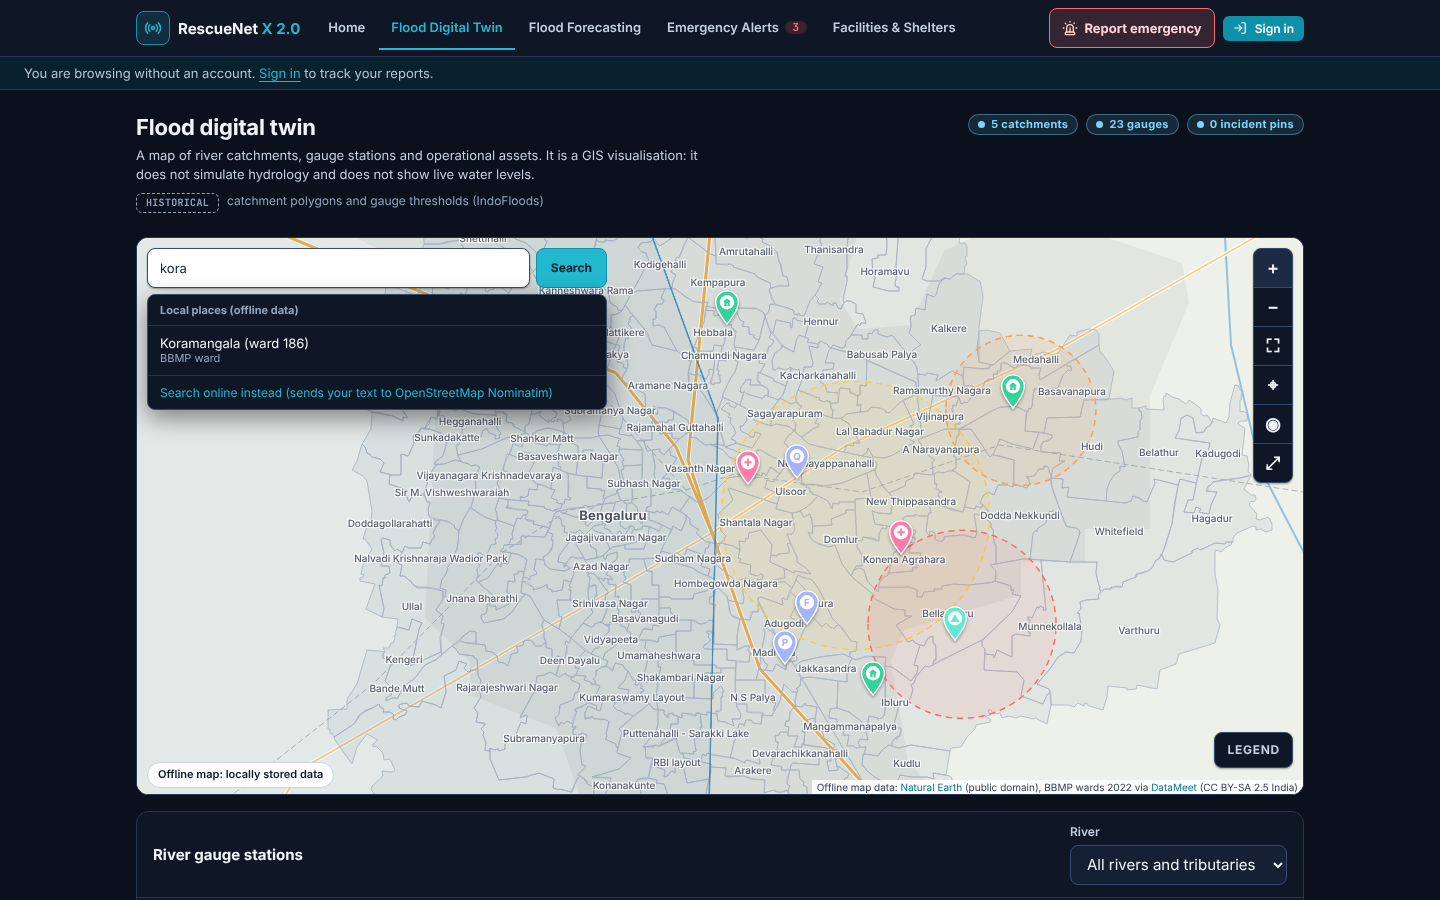 RescueNet X 2.0
Home
Flood Digital Twin
Flood Forecasting
Emergency Alerts 3
Facilities & Shelters
Report emergency
Sign in
You are browsing without an account. Sign in to track your reports.
Flood digital twin
5 catchments
23 gauges
0 incident pins
A map of river catchments, gauge stations and operational assets. It is a GIS visualisation: it
does not simulate hydrology and does not show live water levels.
HISTORICAL catchment polygons and gauge thresholds (IndoFloods)
kora
Search
Local places (offline data)
Koramangala (ward 186)
BBMP ward
Search online instead (sends your text to OpenStreetMap Nominatim)
Shettihalli
Amrutahalli
Thanisandra
Kodigehalli
Horamavu
Kempapura
Kanneshwara Rama
Hennur
Kalkere
Hebbala
Chamundi Nagara
Babusab Palya
Medahalli
Kacharkanahalli
Aramane Nagara
Ramamurthy Nagara
Basavanapura
Subramanya Nagar
Sagayarapuram
Vijinapura
Hegganahalli
Rajamahal Guttahalli
Lal Bahadur Nagar
Sunkadakatte
Shankar Matt
A Narayanapura
Hudi
Belathur
Kadugodi
Basaveshwara Nagar
Vasanth Nagar
Vijayanagara Krishnadevaraya
Subhash Nagar
Sir M. Vishweshwaraiah
Ulsoor
New Thippasandra
Bengaluru
Dodda Nekkundi
Hagadur
Doddagollarahatti
Shantala Nagar
Whitefield
Jagajivanaram Nagar
Domlur
Nalvadi Krishnaraja Wadior Park
Sudham Nagara
Konena Agrahara
Azad Nagar
Hombegowda Nagara
Jnana Bharathi
Ullal
Srinivasa Nagar
Basavanagudi
Adugodi
Munnekollala
Varthuru
Vidyapeeta
Kengeri
Deen Dayalu
Umamaheshwara
Jakkasandra
Shakambari Nagar
Bande Mutt
Rajarajeshwari Nagar
Kumaraswamy Layout
N S Palya
Ibluru
Mangammanapalya
Subramanyapura
Puttenahalli - Sarakki Lake
Devarachikkanahalli
RBI layout
Arakere
Kudlu
Konanakunte
F
P
+
−
LEGEND
Offline map: locally stored data
Offline map data: Natural Earth (public domain), BBMP wards 2022 via DataMeet (CC BY-SA 2.5 India)
River gauge stations
River
All rivers and tributaries